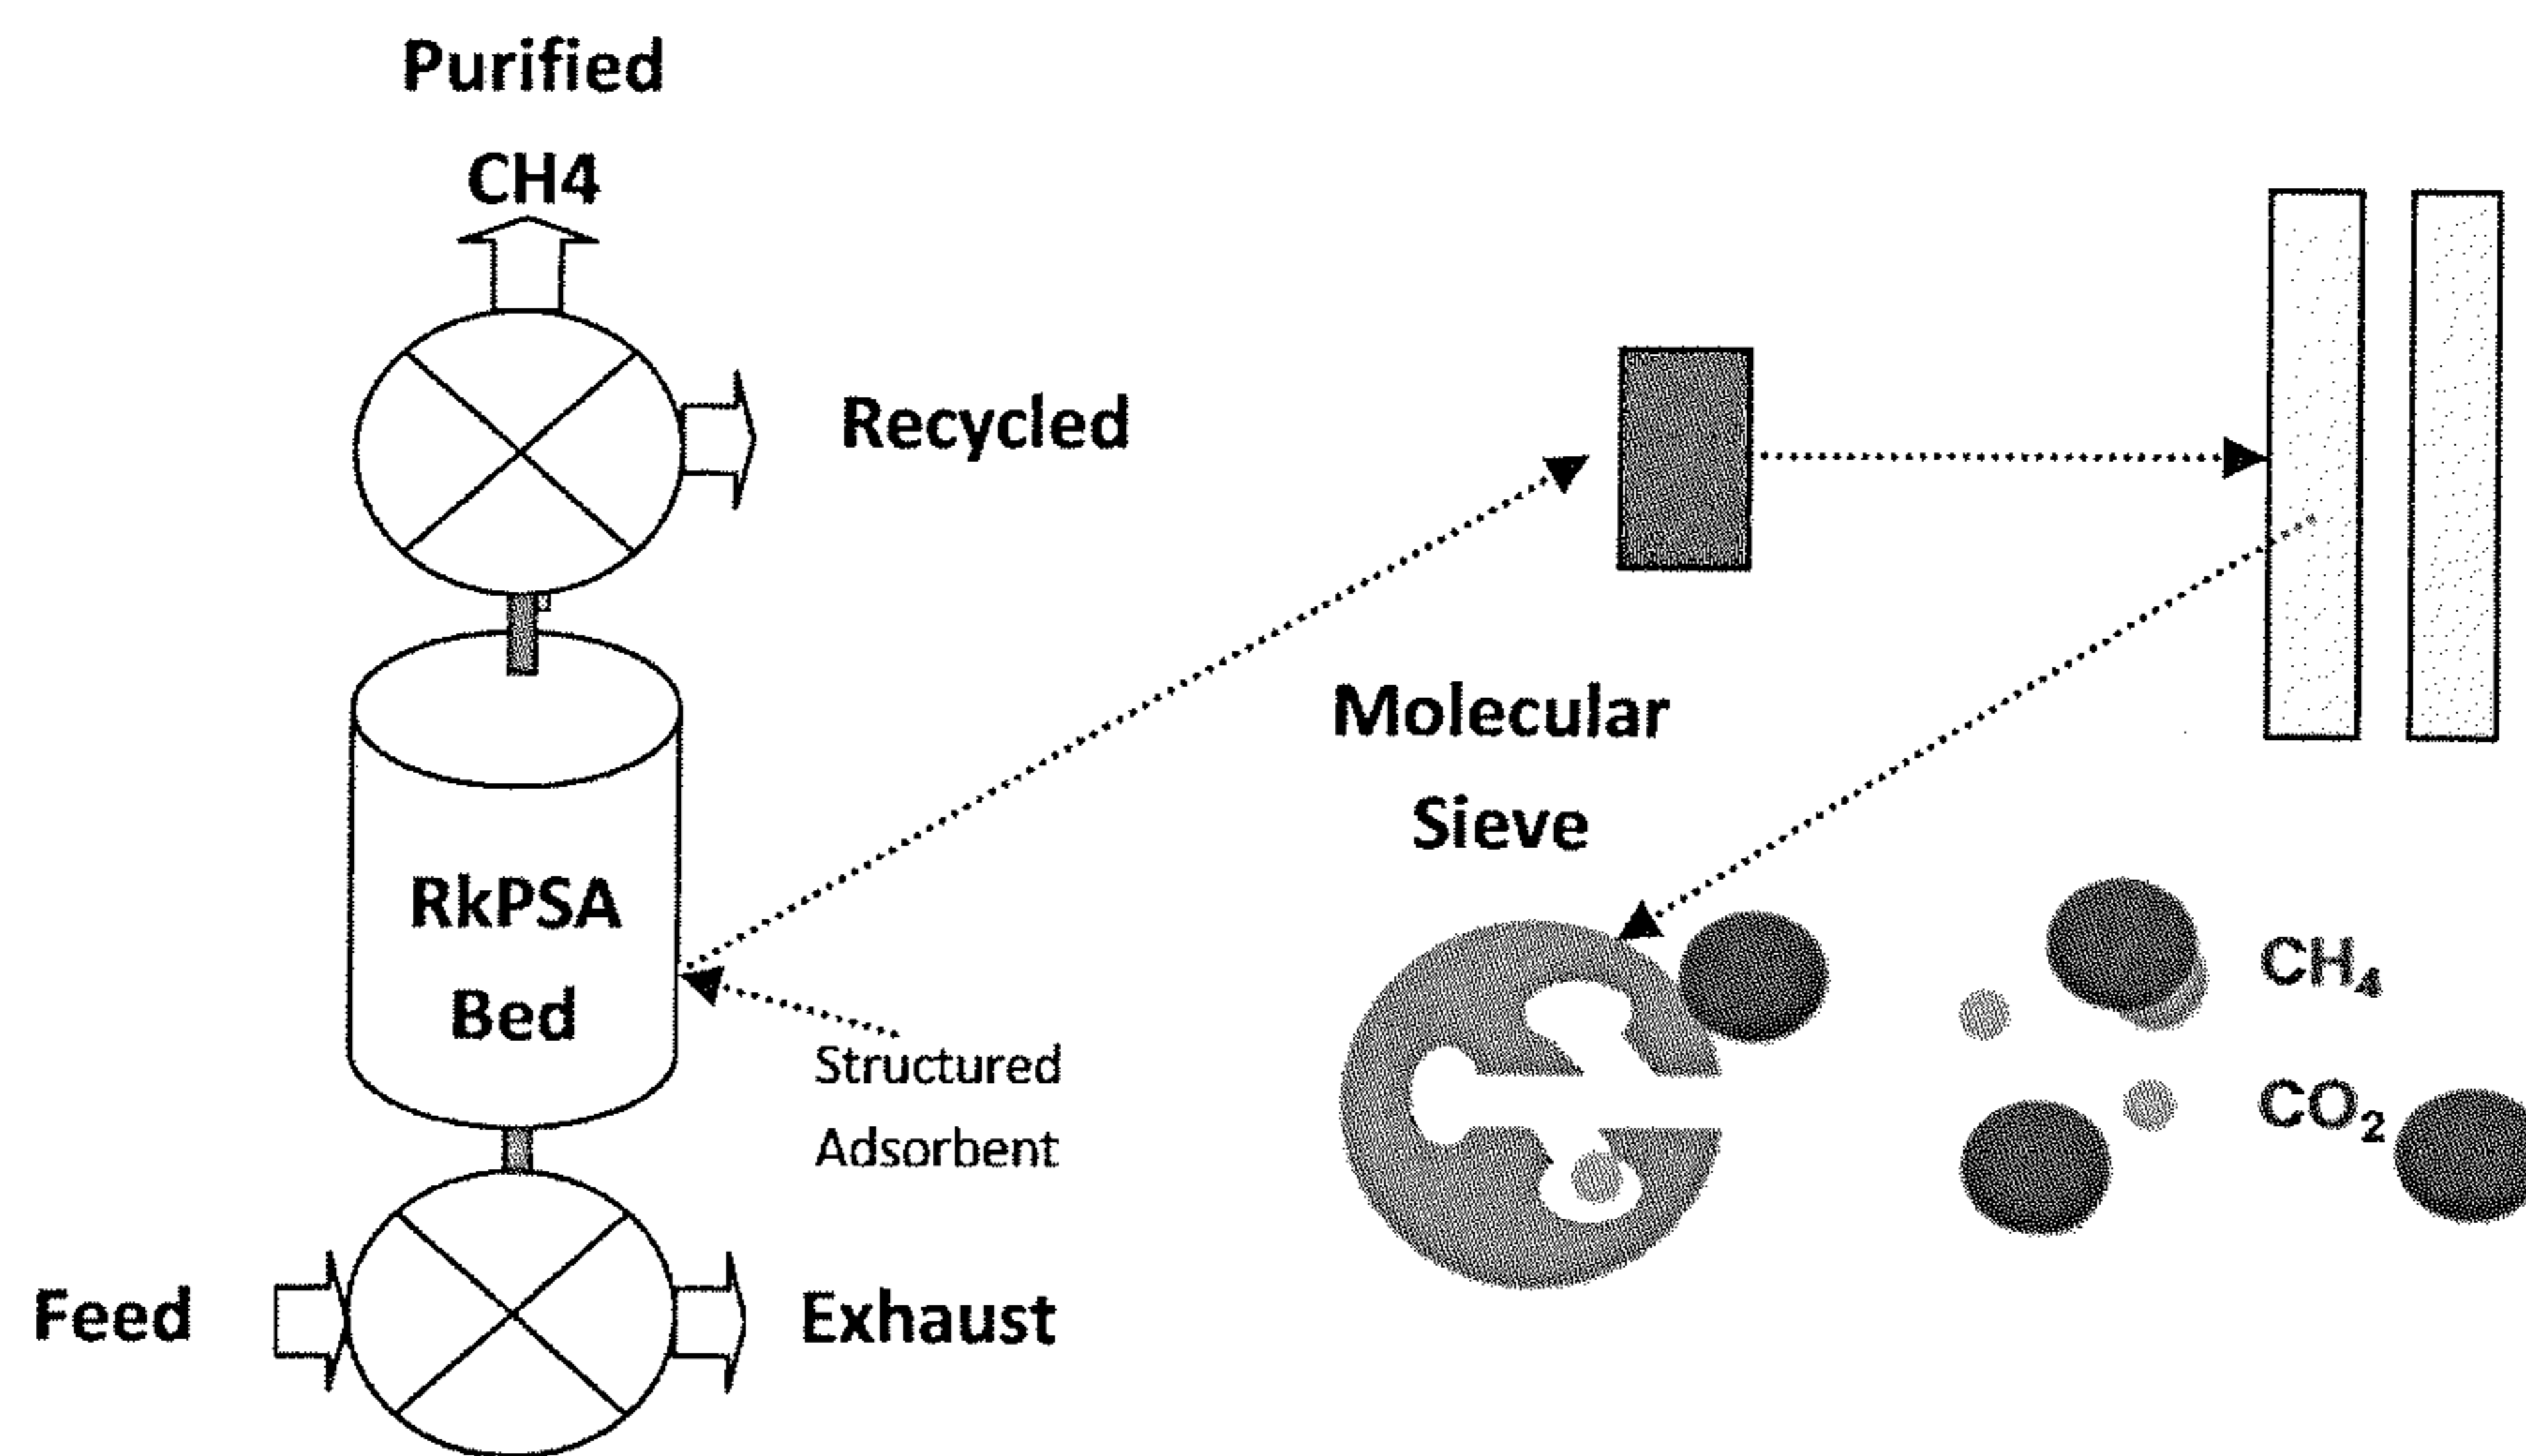 Purified
CH4
Recycled
Molecular
Sieve
RkPSA
Bed
Structured
Adsorbent
CH₄
CO₂
Feed
Exhaust